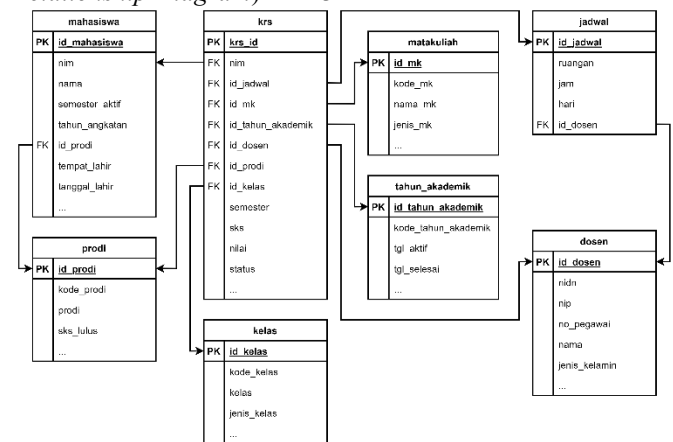 mahasiswa
PK id_mahasiswa
nim
nama
semester aktif
tahun_angkatan
FK id_prodi
tempat_lahir
tanggal_lahir
...
krs
PK krs_id
FK nim
FK id_jadwal
FK id_mk
FK id_tahun_akademik
FK id_dosen
FK id_prodi
FK id_kelas
semester
sks
nilai
status
...
matakuliah
PK id_mk
kode_mk
nama_mk
jenis_mk
...
jadwal
PK id_jadwal
ruangan
jam
hari
FK id_dosen
tahun_akademik
PK id_tahun_akademik
kode_tahun_akademik
tgl_aktif
tgl_selesai
...
prodi
PK id_prodi
kode_prodi
prodi
sks_lulus
...
dosen
PK id_dosen
nidn
nip
no_pegawai
nama
jenis_kelamin
...
kelas
PK id_kelas
kode_kelas
kelas
jenis_kelas
...